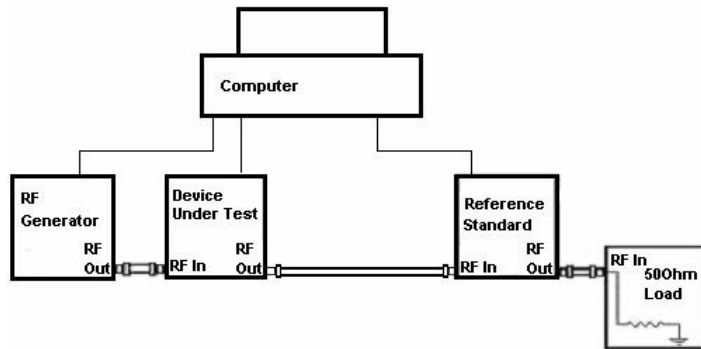 Computer
RF
Generator
RF
Out
Device
Under Test
RF In
RF
Out
Reference
Standard
RF In
RF
Out
RF In
50Ohm
Load